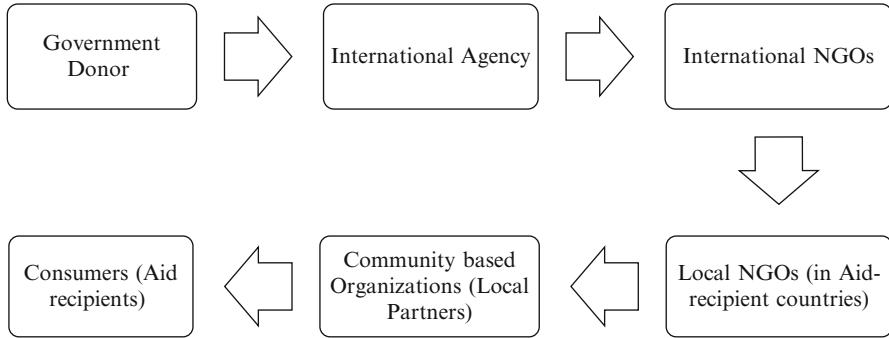 Government
Donor
International Agency
International NGOs
Local NGOs (in Aid-
recipient countries)
Community based
Organizations (Local
Partners)
Consumers (Aid
recipients)